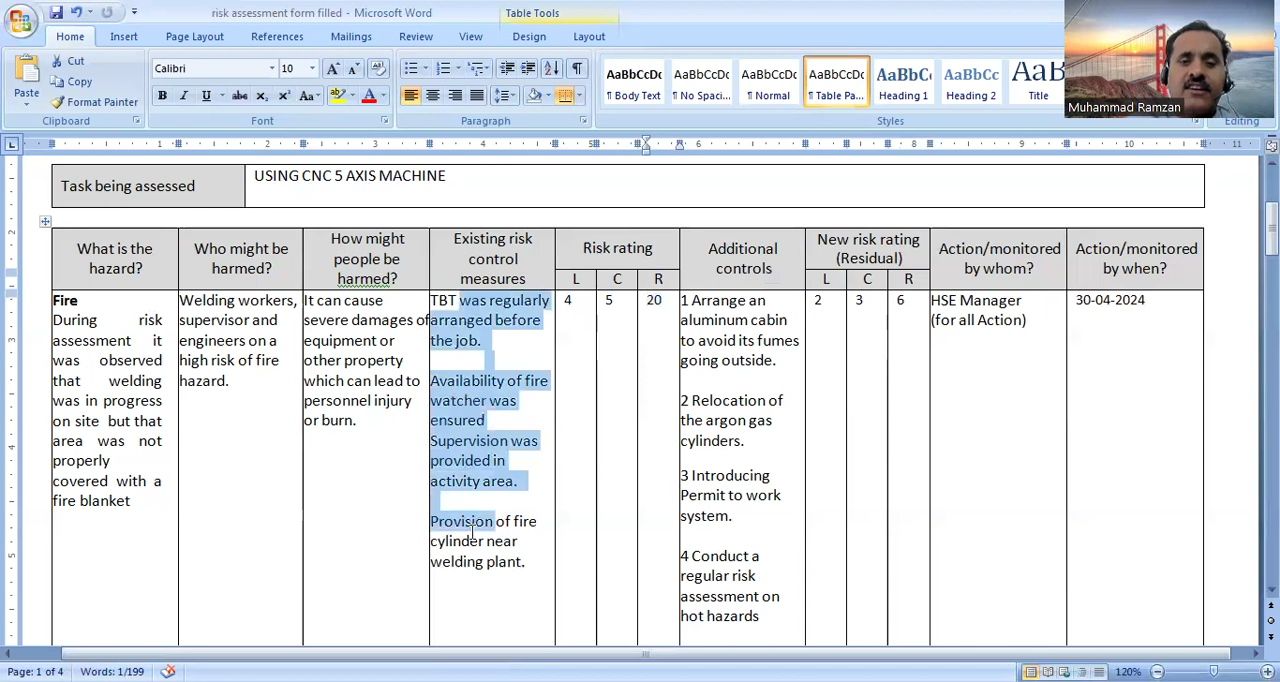 risk assessment form filled - Microsoft Word
Table Tools
Home Insert Page Layout References Mailings Review View Design Layout
Paste
Cut
Copy
Format Painter
Clipboard
Calibri 10
Font
Paragraph
AaBbCcDc AaBbCcDc AaBbCcDc AaBbCcDc AaBbC AaBbCc AaB
¶ Body Text ¶ No Spaci... ¶ Normal ¶ Table Pa... Heading 1 Heading 2 Title
Styles
Editing
Muhammad Ramzan
1 2 3 4 5 6 8 9 10 11
Task being assessed
USING CNC 5 AXIS MACHINE
What is the
hazard?
Who might be
harmed?
How might
people be
harmed?
Existing risk
control
measures
Risk rating
L C R
Additional
controls
New risk rating
(Residual)
L C R
Action/monitored
by whom?
Action/monitored
by when?
Fire
During risk
assessment it
was observed
that welding
was in progress
on site but that
area was not
properly
covered with a
fire blanket
Welding workers,
supervisor and
engineers on a
high risk of fire
hazard.
It can cause
severe damages of
equipment or
other property
which can lead to
personnel injury
or burn.
TBT was regularly
arranged before
the job.
Availability of fire
watcher was
ensured
Supervision was
provided in
activity area.
Provision of fire
cylinder near
welding plant.
4 5 20
1 Arrange an
aluminum cabin
to avoid its fumes
going outside.
2 Relocation of
the argon gas
cylinders.
3 Introducing
Permit to work
system.
4 Conduct a
regular risk
assessment on
hot hazards
2 3 6
HSE Manager
(for all Action)
30-04-2024
Page: 1 of 4 Words: 1/199
120%